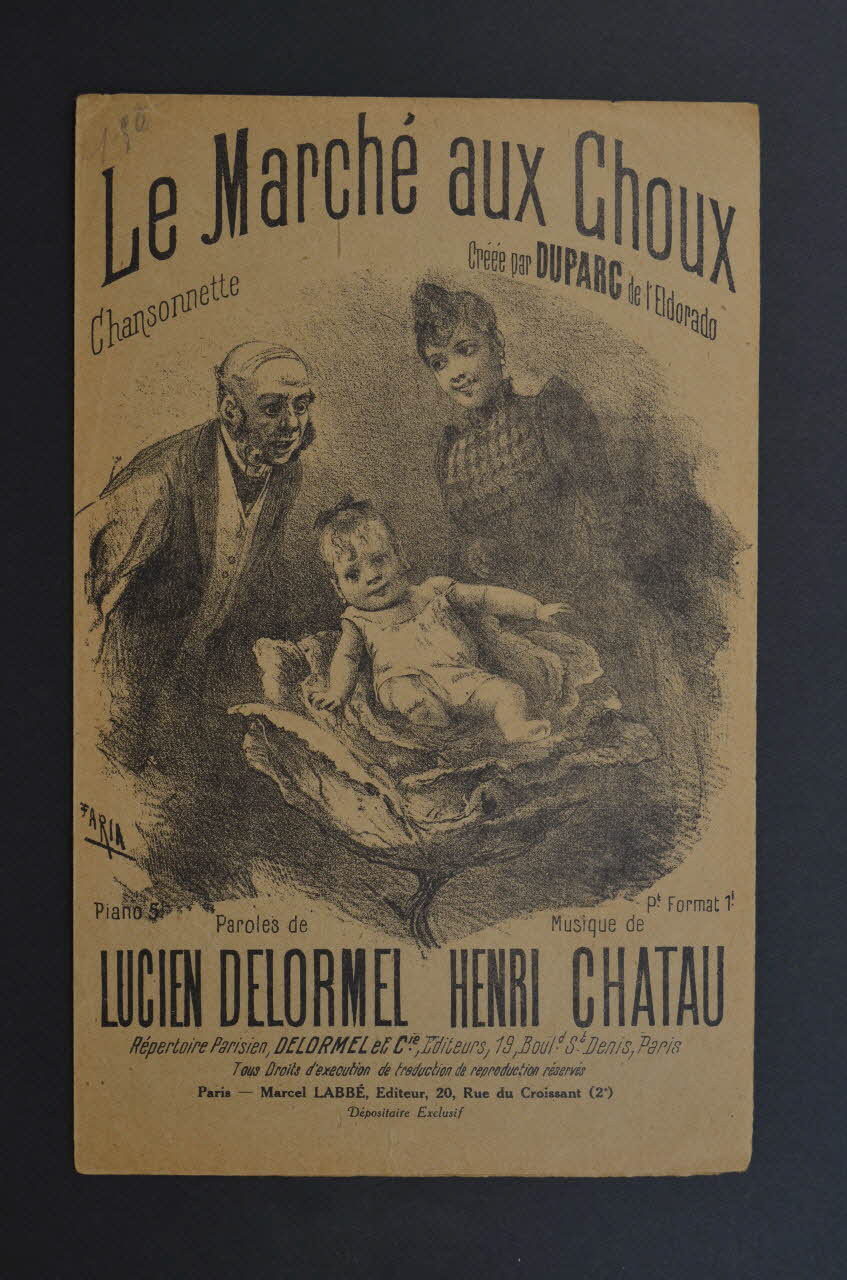 Le Marché aux Choux
Chansonnette
Créée par DUPARC de l'Eldorado
FARIA
Piano 5f
Pt Format 1f
Paroles de
Musique de
LUCIEN DELORMEL HENRI CHATAU
Répertoire Parisien, DELORMEL et Cie, Editeurs, 19, Bould St Denis, Paris
Tous Droits d'execution de traduction de reproduction réservés
Paris — Marcel LABBÉ, Editeur, 20, Rue du Croissant (2e)
Dépositaire Exclusif